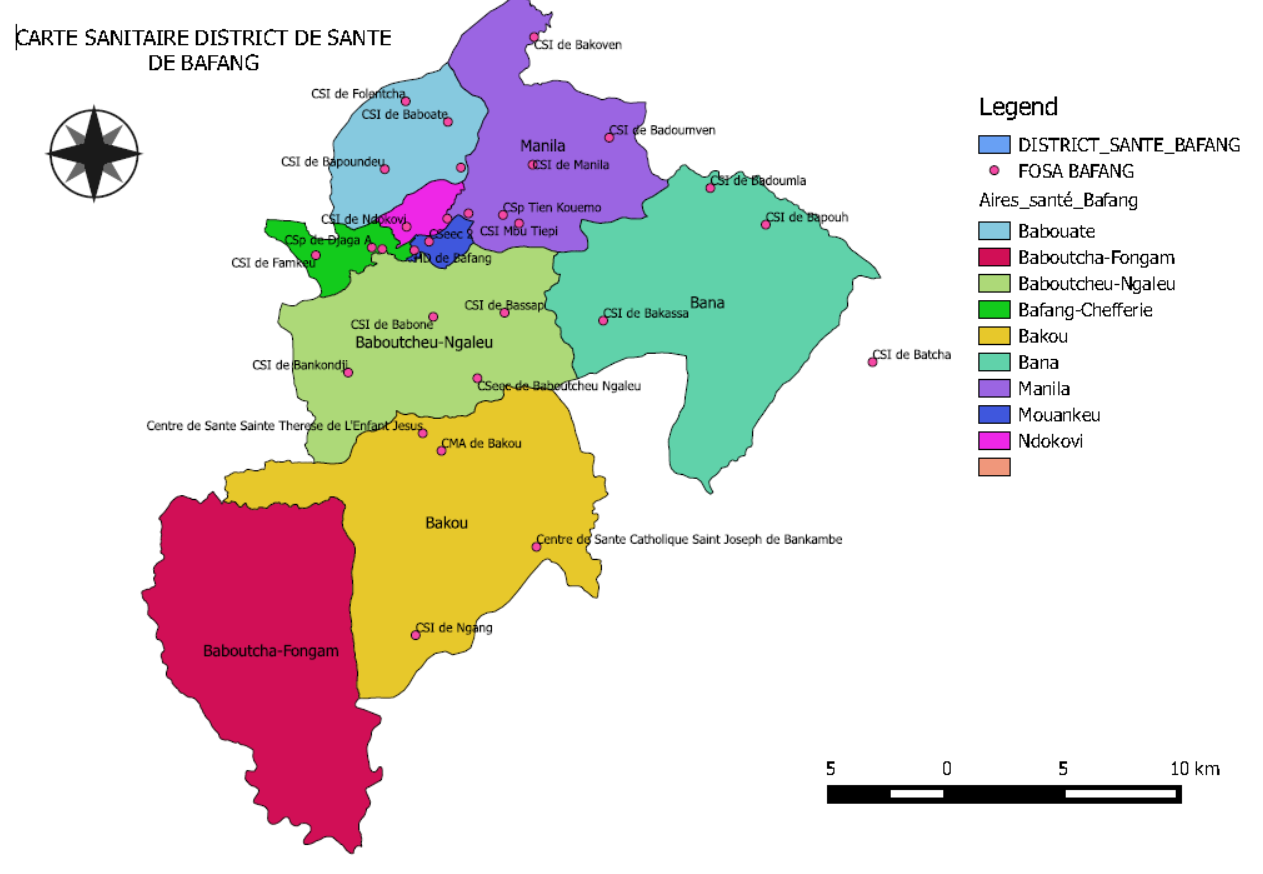 CARTE SANITAIRE DISTRICT DE SANTE
DE BAFANG
CSI de Bakoven
CSI de Folentcha
CSI de Baboate
CSI de Badoumven
Manila
CSI de Manila
CSI de Bapoundeu
CSI de Badoumla
CSp Tien Kouemo
CSI de Ndokovi
CSI de Bapouh
CSI Mbu Tiepi
CSeec 2
CSp de Djaga A
HD de Bafang
CSI de Famkeu
Bana
CSI de Bassap
CSI de Bakassa
CSI de Babone
Baboutcheu-Ngaleu
CSI de Batcha
CSI de Bankondji
CSeec de Baboutcheu Ngaleu
Centre de Sante Sainte Therese de L'Enfant Jesus
CMA de Bakou
Bakou
Centre de Sante Catholique Saint Joseph de Bankambe
CSI de Ngang
Baboutcha-Fongam
Legend
DISTRICT_SANTE_BAFANG
FOSA BAFANG
Aires_santé_Bafang
Babouate
Baboutcha-Fongam
Baboutcheu-Ngaleu
Bafang-Chefferie
Bakou
Bana
Manila
Mouankeu
Ndokovi
5 0 5 10 km